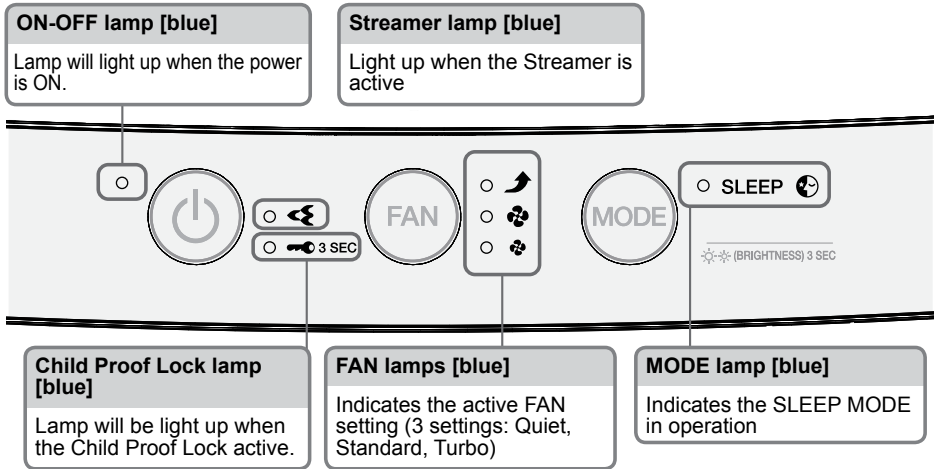 ON-OFF lamp [blue]
Lamp will light up when the power
is ON.
Streamer lamp [blue]
Light up when the Streamer is
active
FAN
MODE
SLEEP
3 SEC
(BRIGHTNESS) 3 SEC
Child Proof Lock lamp
[blue]
Lamp will be light up when
the Child Proof Lock active.
FAN lamps [blue]
Indicates the active FAN
setting (3 settings: Quiet,
Standard, Turbo)
MODE lamp [blue]
Indicates the SLEEP MODE
in operation